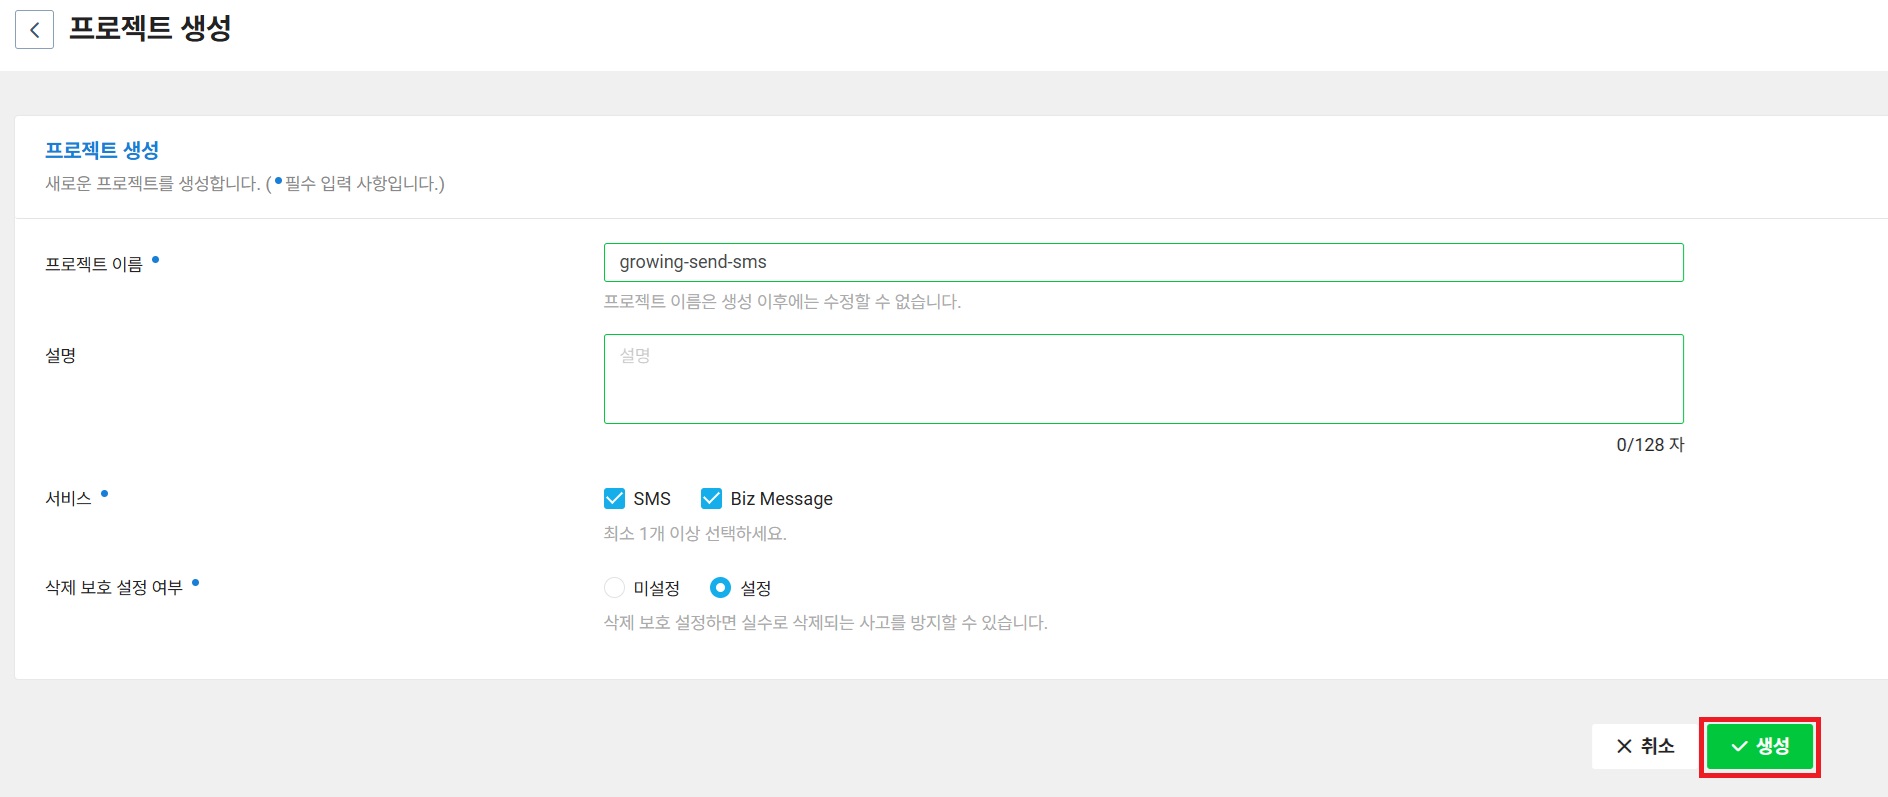 프로젝트 생성
프로젝트 생성
새로운 프로젝트를 생성합니다. (•필수 입력 사항입니다.)
프로젝트 이름 •
growing-send-sms
프로젝트 이름은 생성 이후에는 수정할 수 없습니다.
설명
설명
0/128 자
서비스 •
SMS Biz Message
최소 1개 이상 선택하세요.
삭제 보호 설정 여부 •
미설정 설정
삭제 보호 설정하면 실수로 삭제되는 사고를 방지할 수 있습니다.
취소 생성